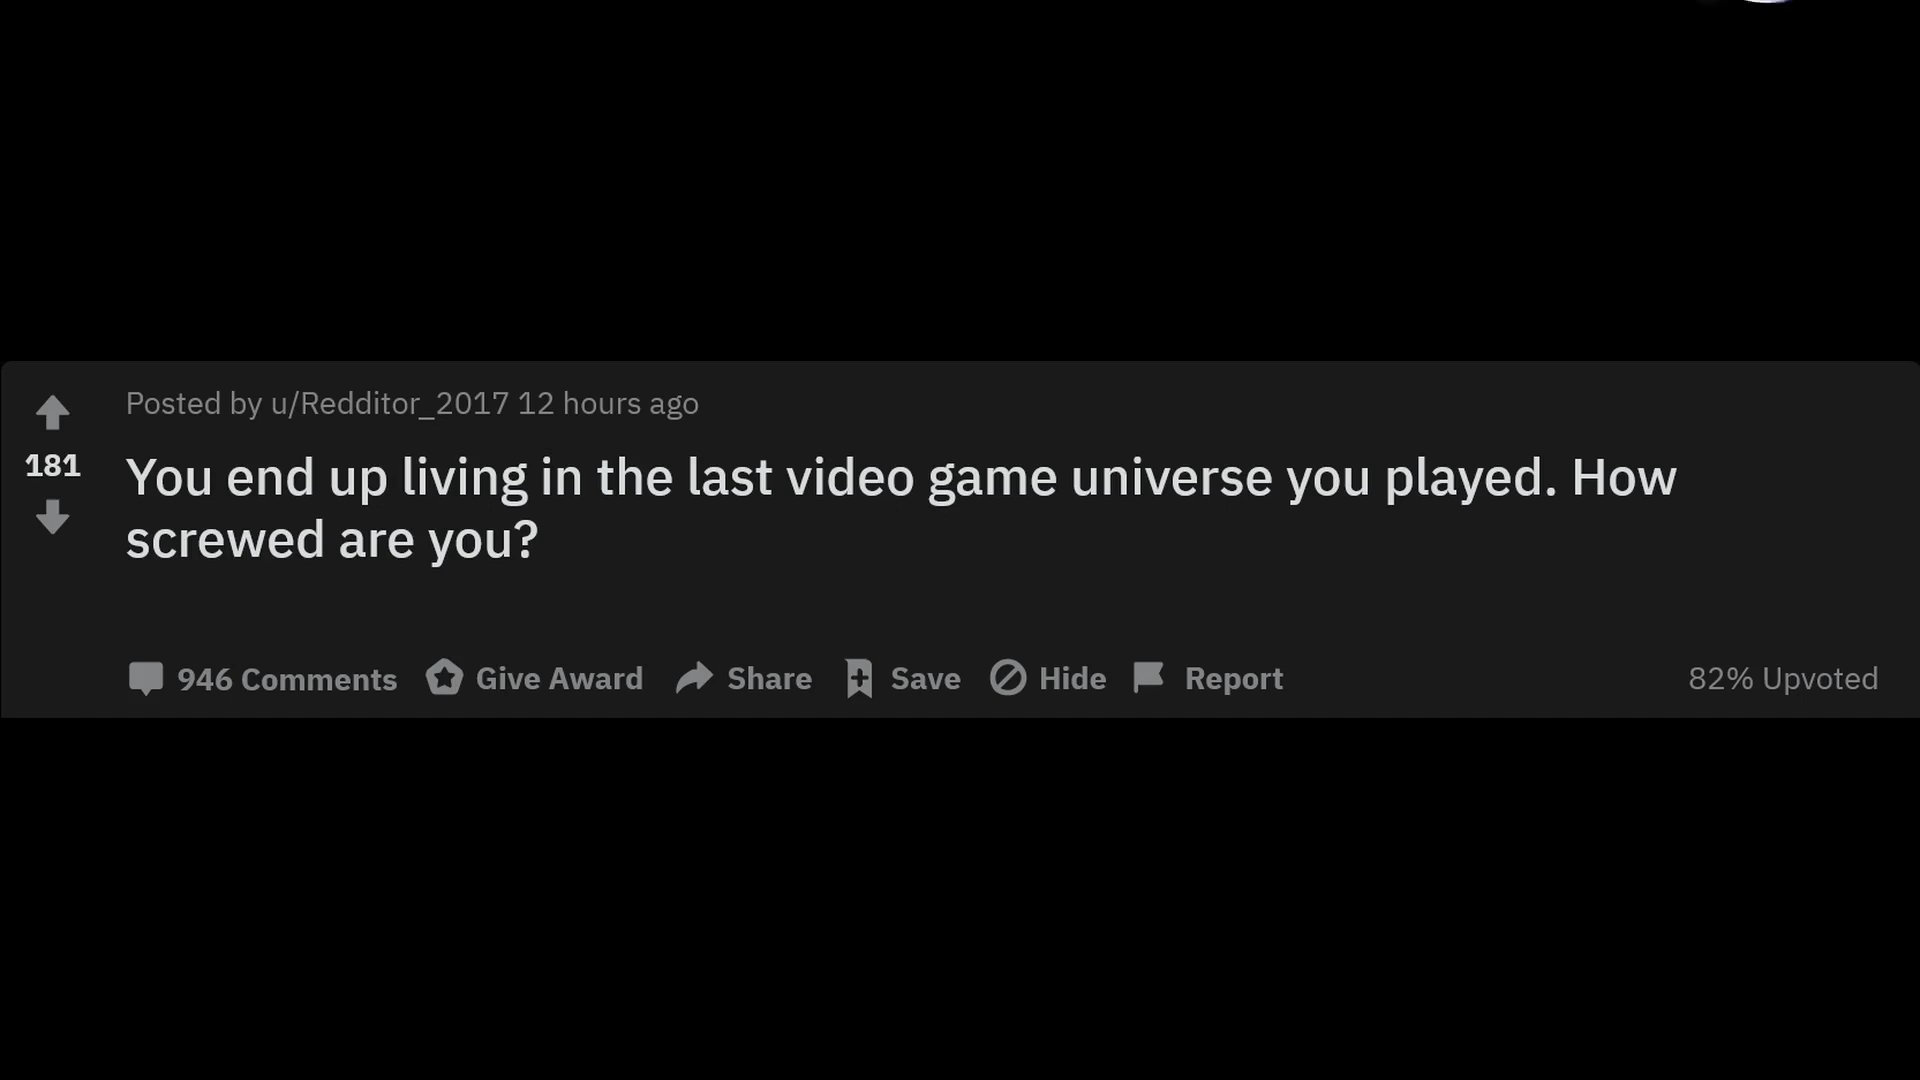 Posted by u/Redditor_2017 12 hours ago
181
You end up living in the last video game universe you played. How
screwed are you?
946 Comments Give Award Share Save Hide Report 82% Upvoted